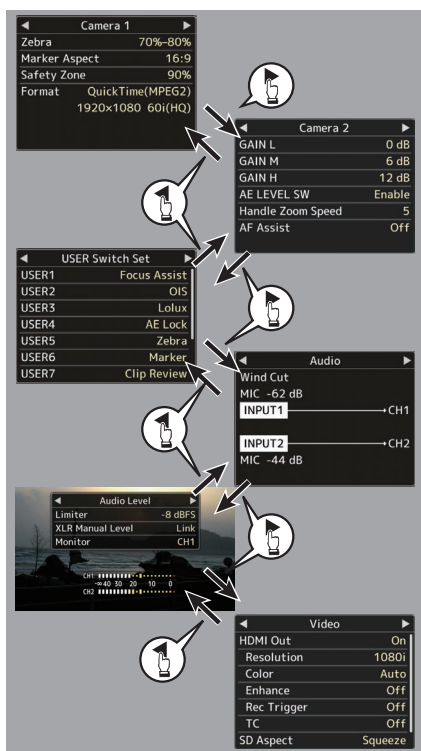 ◀ Camera 1 ▶
Zebra 70%–80%
Marker Aspect 16:9
Safety Zone 90%
Format QuickTime(MPEG2)
1920×1080 60i(HQ)
◀ Camera 2 ▶
GAIN L 0 dB
GAIN M 6 dB
GAIN H 12 dB
AE LEVEL SW Enable
Handle Zoom Speed 5
AF Assist Off
◀ USER Switch Set ▶
USER1 Focus Assist
USER2 OIS
USER3 Lolux
USER4 AE Lock
USER5 Zebra
USER6 Marker
USER7 Clip Review
◀ Audio ▶
Wind Cut
MIC -62 dB
INPUT1 CH1
INPUT2 CH2
MIC -44 dB
◀ Audio Level ▶
Limiter -8 dBFS
XLR Manual Level Link
Monitor CH1
CH1
-∞ 40 30 20 10 0
CH2
◀ Video ▶
HDMI Out On
Resolution 1080i
Color Auto
Enhance Off
Rec Trigger Off
TC Off
SD Aspect Squeeze